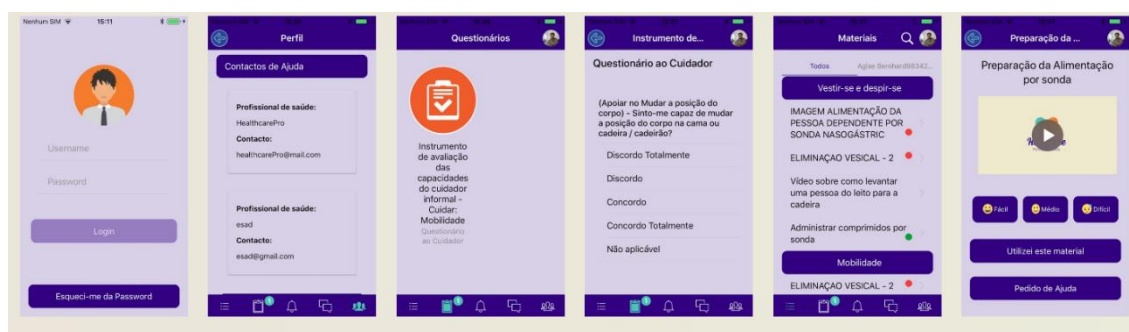 Nenhum SIM 15:11
Username
Password
Login
Esqueci-me da Password
Perfil
Contactos de Ajuda
Profissional de saúde:
HealthcarePro
Contacto:
healthcarePro@mail.com
Profissional de saúde:
esad
Contacto:
esad@gmail.com
1
Questionários
Instrumento
de avaliação
das
capacidades
do cuidador
informal -
Cuidar:
Mobilidade
Questionário
ao Cuidador
1
Instrumento de...
Questionário ao Cuidador
(Apoiar no Mudar a posição do
corpo) - Sinto-me capaz de mudar
a posição do corpo na cama ou
cadeira / cadeirão?
Discordo Totalmente
Discordo
Concordo
Concordo Totalmente
Não aplicável
1
Materiais
Todos
Vestir-se e despir-se
IMAGEM ALIMENTAÇÃO DA
PESSOA DEPENDENTE POR
SONDA NASOGÁSTRIC
ELIMINAÇAO VESICAL - 2
Vídeo sobre como levantar
uma pessoa do leito para a
cadeira
Administrar comprimidos por
sonda
Mobilidade
ELIMINAÇAO VESICAL - 2
1
Preparação da ...
Preparação da Alimentação
por sonda
Fácil Médio Difícil
Utilizei este material
Pedido de Ajuda